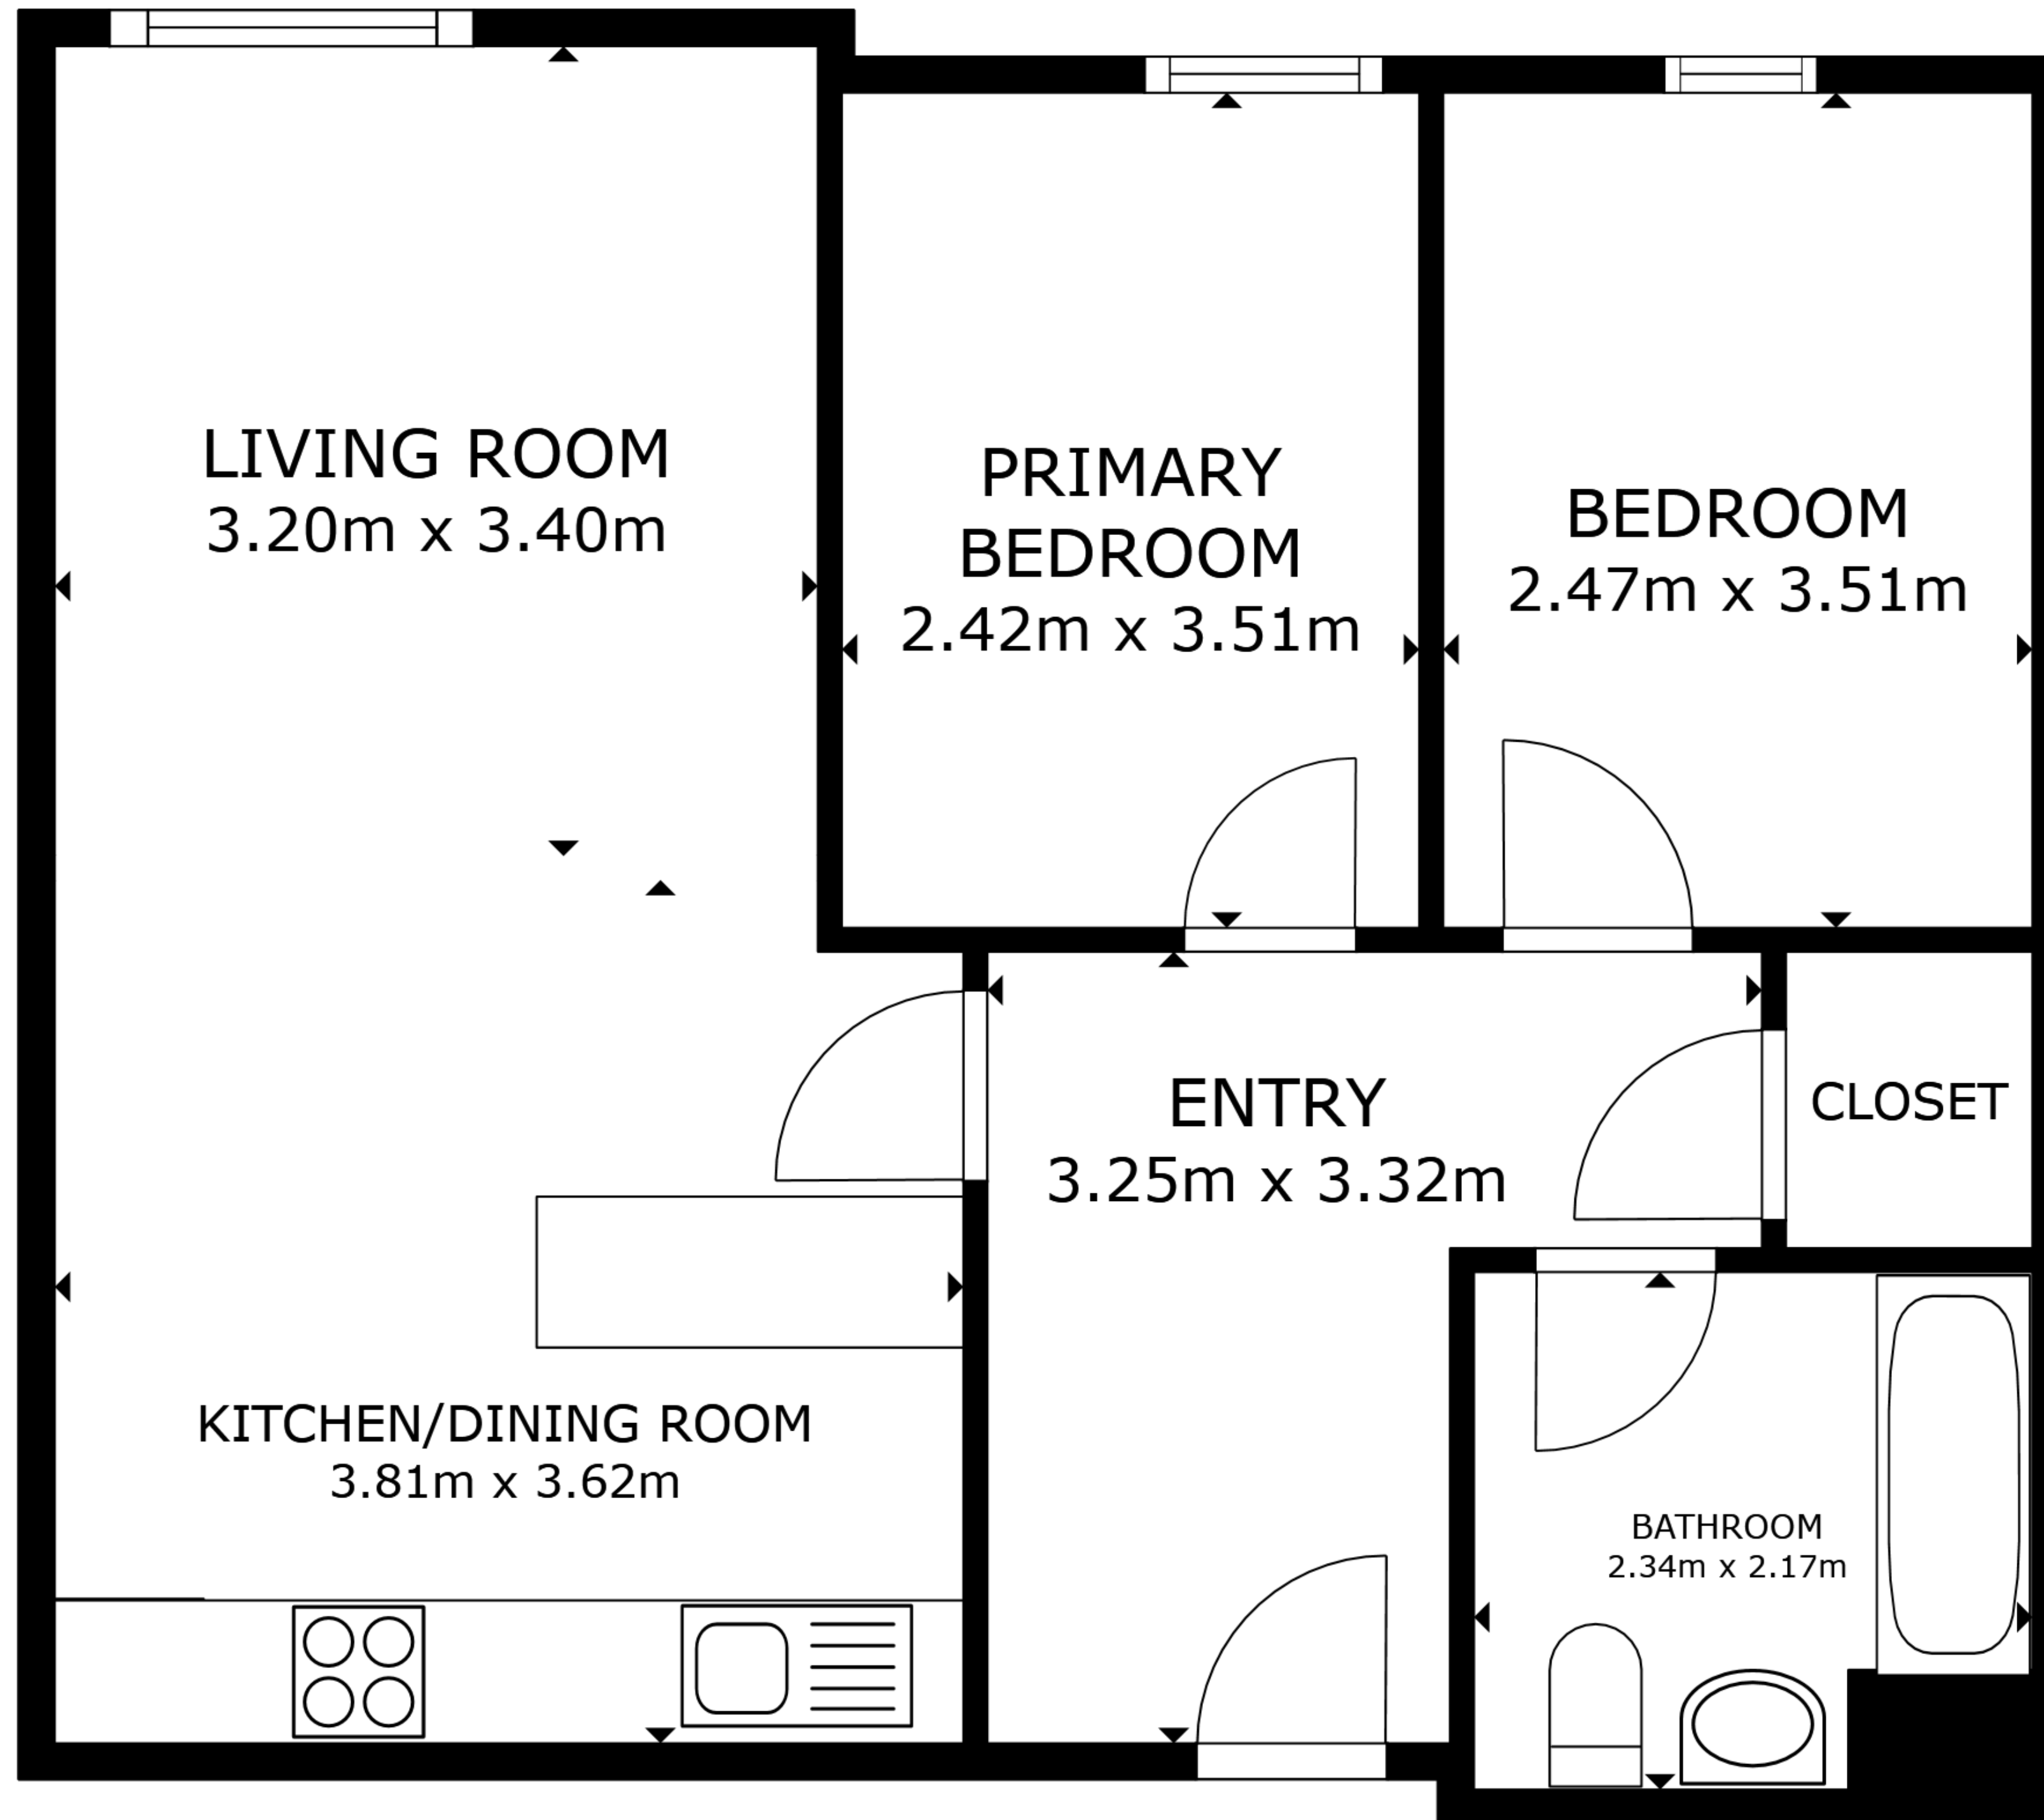 LIVING ROOM
3.20m x 3.40m
PRIMARY
BEDROOM
2.42m x 3.51m
BEDROOM
2.47m x 3.51m
ENTRY
3.25m x 3.32m
CLOSET
KITCHEN/DINING ROOM
3.81m x 3.62m
BATHROOM
2.34m x 2.17m